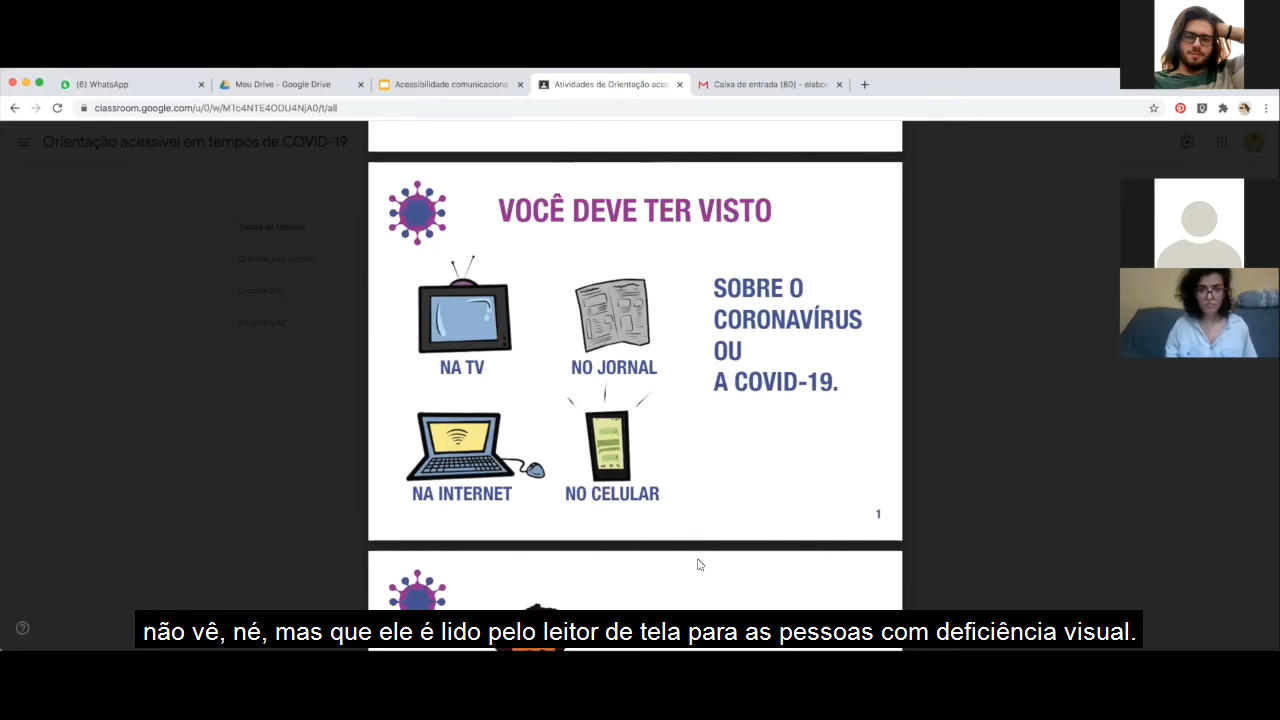 (6) WhatsApp
Meu Drive - Google Drive
Acessibilidade comunicaciona
Atividades de Orientação aces
Caixa de entrada (80) - elabor
classroom.google.com/u/0/w/MTc4NTE4ODU4NjA0/t/all
Orientação acessível em tempos de COVID-19
Todos os tópicos
VOCÊ DEVE TER VISTO
NA TV
NO JORNAL
NA INTERNET
NO CELULAR
SOBRE O
CORONAVÍRUS
OU
A COVID-19.
1
não vê, né, mas que ele é lido pelo leitor de tela para as pessoas com deficiência visual.